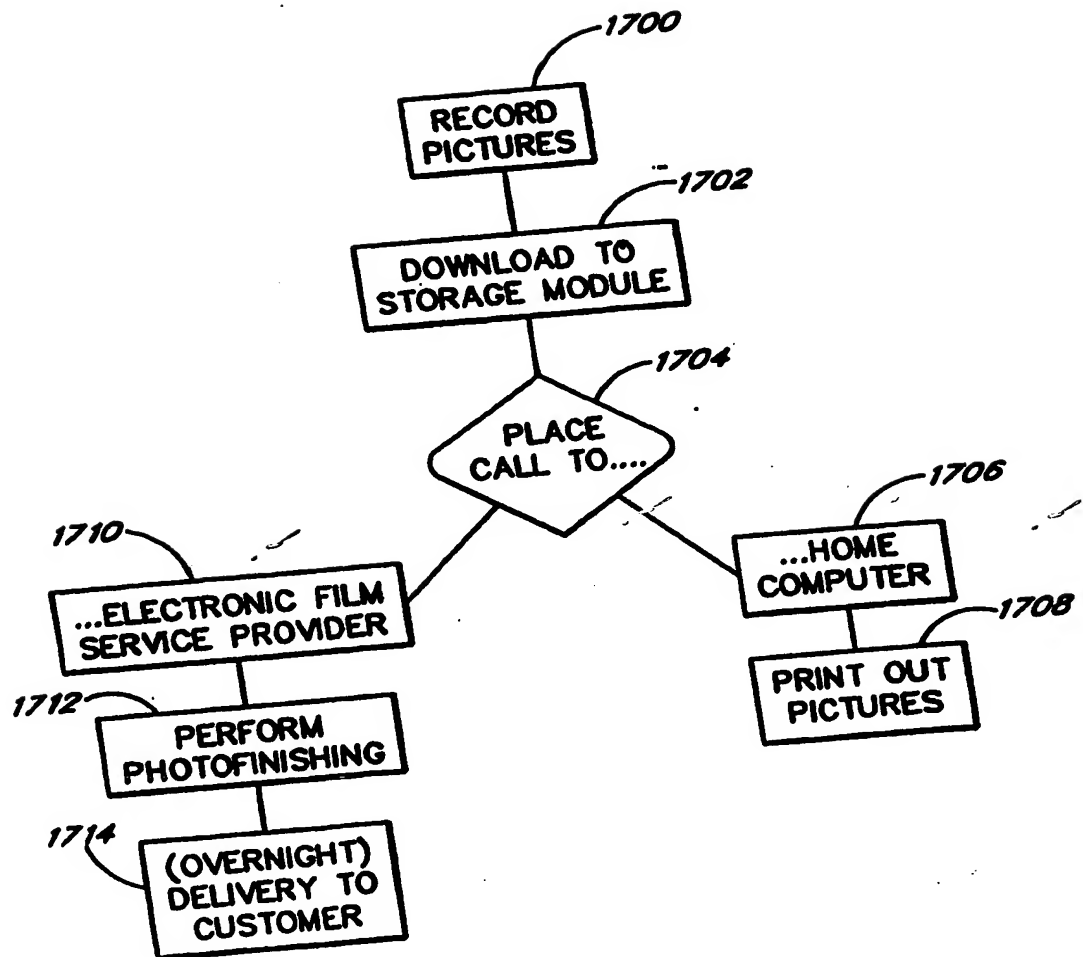 1700
RECORD
PICTURES
1702
DOWNLOAD TO
STORAGE MODULE
1704
PLACE
CALL TO....
1710
...ELECTRONIC FILM
SERVICE PROVIDER
1712
PERFORM
PHOTOFINISHING
1714
(OVERNIGHT)
DELIVERY TO
CUSTOMER
1706
...HOME
COMPUTER
1708
PRINT OUT
PICTURES